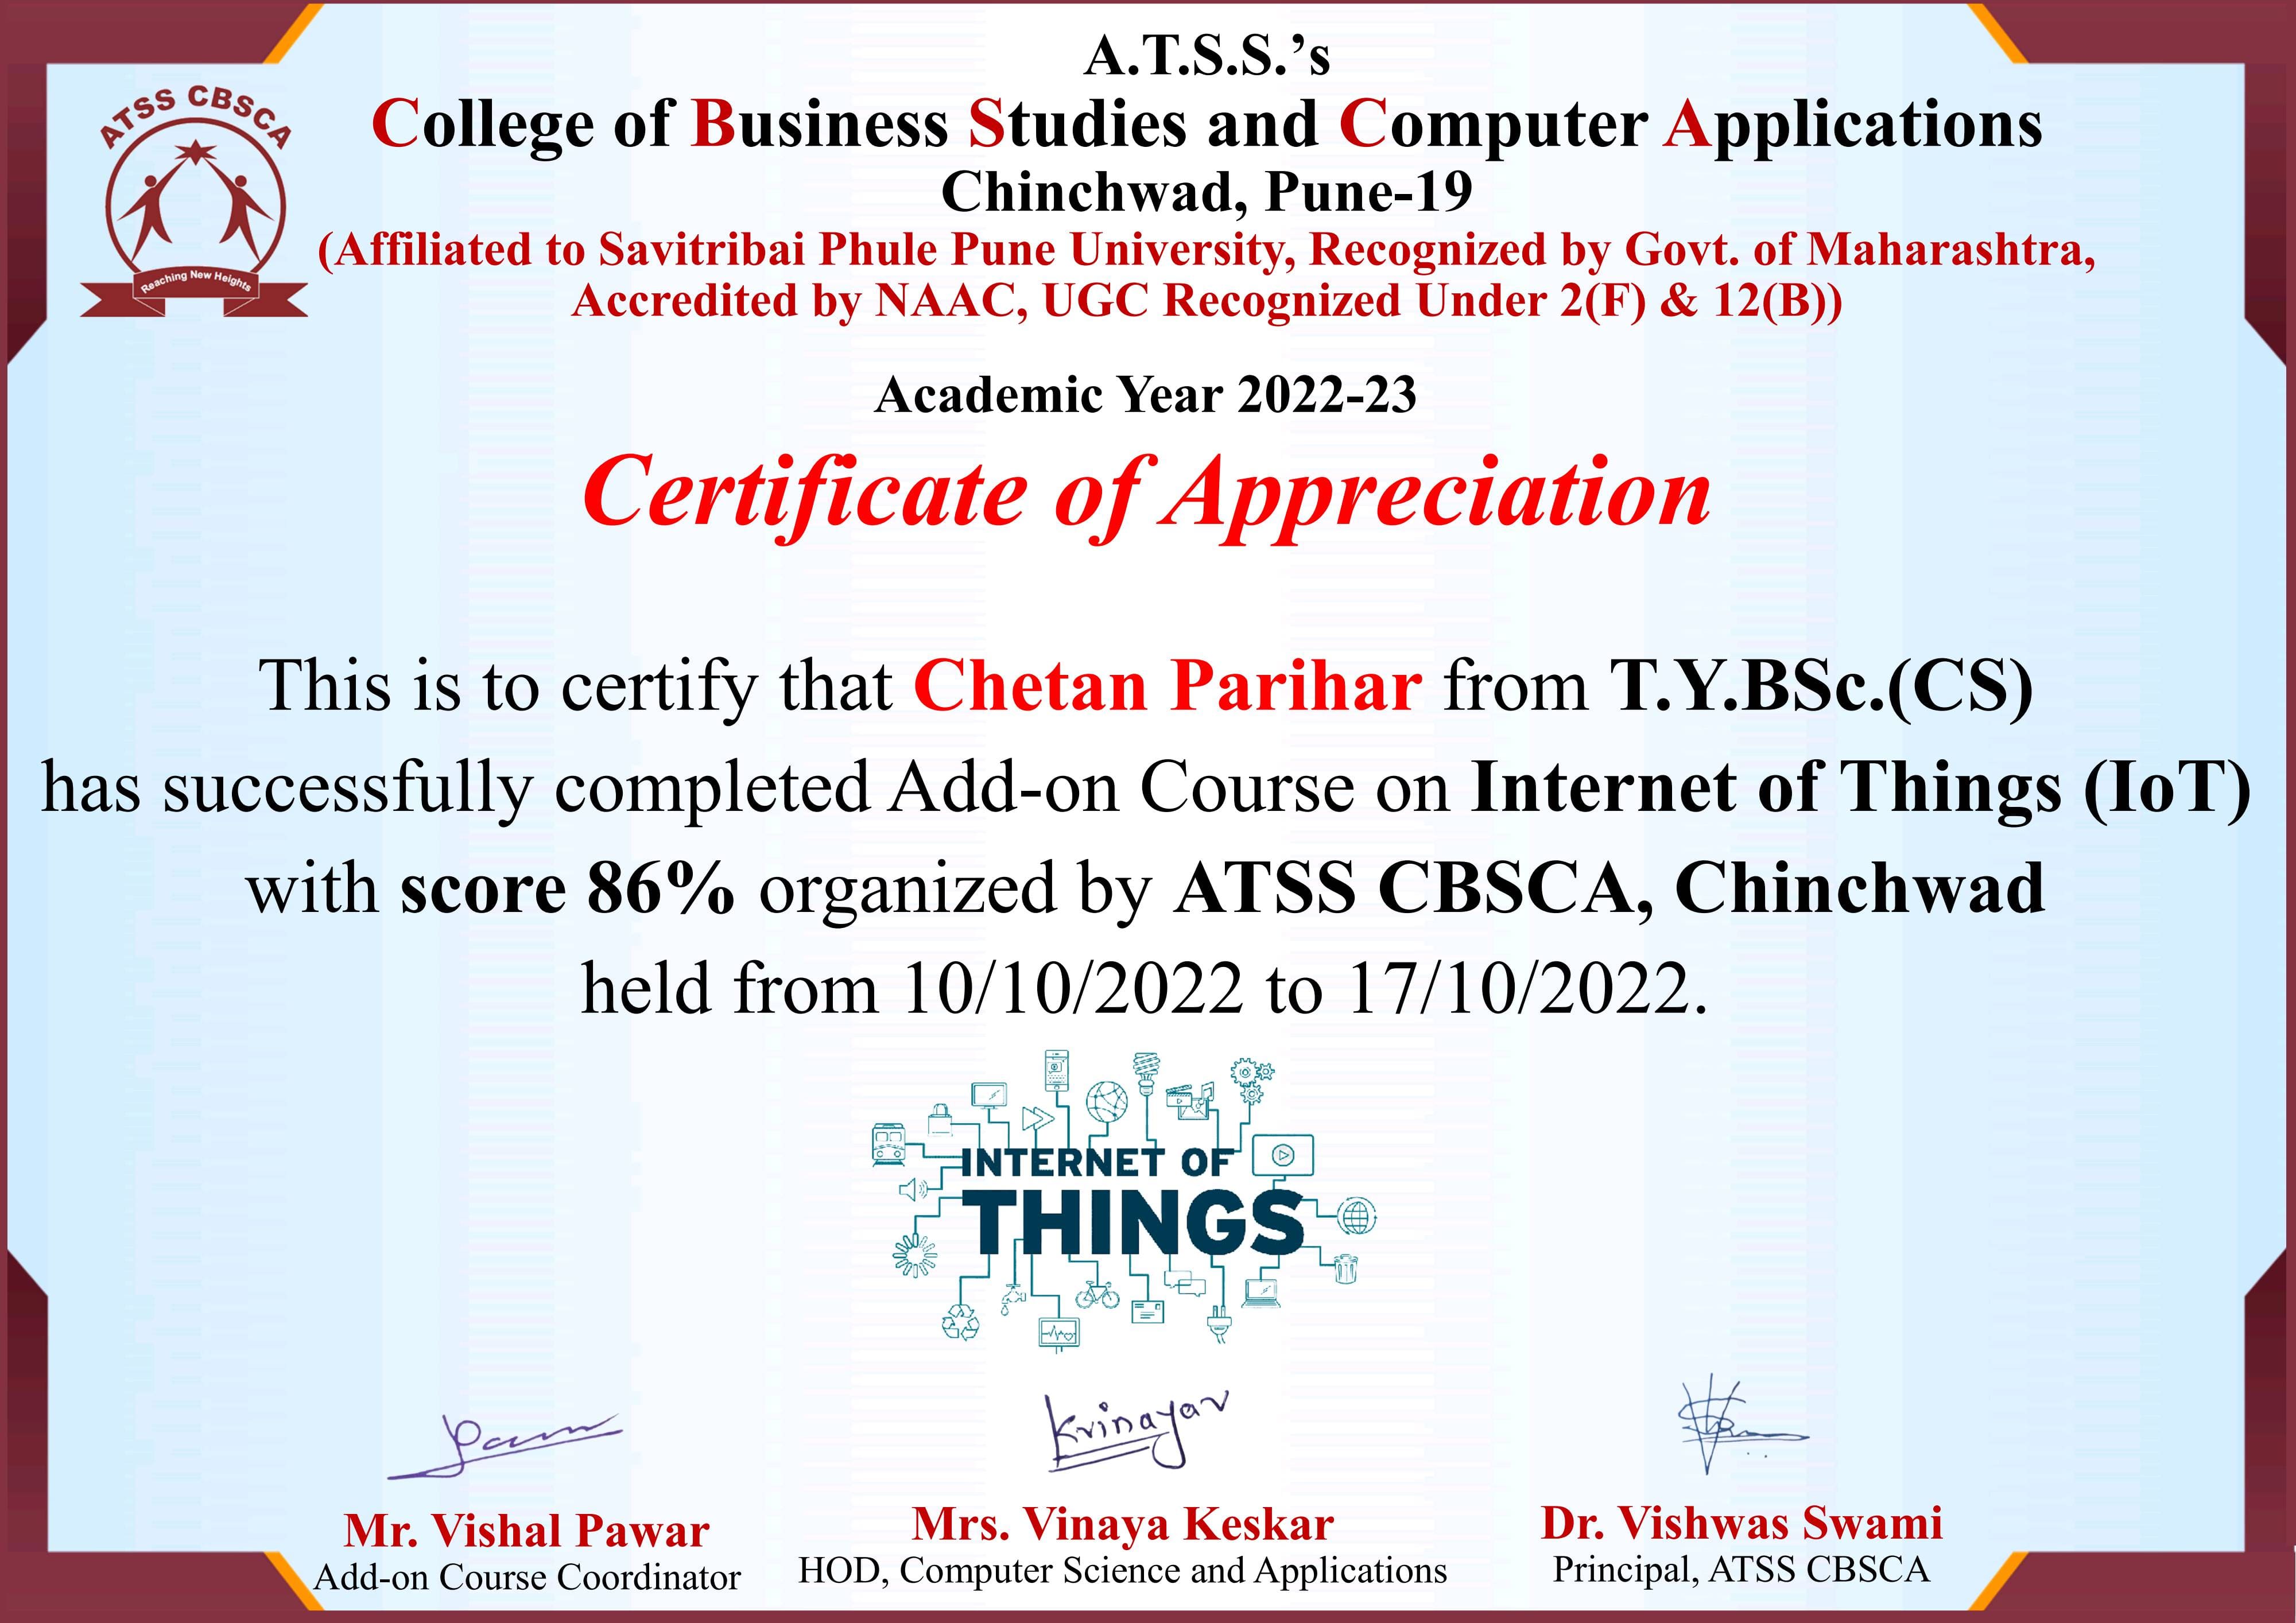 ATSS CBSCA
Reaching New Heights
A.T.S.S.’s
College of Business Studies and Computer Applications
Chinchwad, Pune-19
(Affiliated to Savitribai Phule Pune University, Recognized by Govt. of Maharashtra,
Accredited by NAAC, UGC Recognized Under 2(F) & 12(B))
Academic Year 2022-23
Certificate of Appreciation
This is to certify that Chetan Parihar from T.Y.BSc.(CS)
has successfully completed Add-on Course on Internet of Things (IoT)
with score 86% organized by ATSS CBSCA, Chinchwad
held from 10/10/2022 to 17/10/2022.
INTERNET OF
THINGS
Mr. Vishal Pawar
Add-on Course Coordinator
Mrs. Vinaya Keskar
HOD, Computer Science and Applications
Dr. Vishwas Swami
Principal, ATSS CBSCA